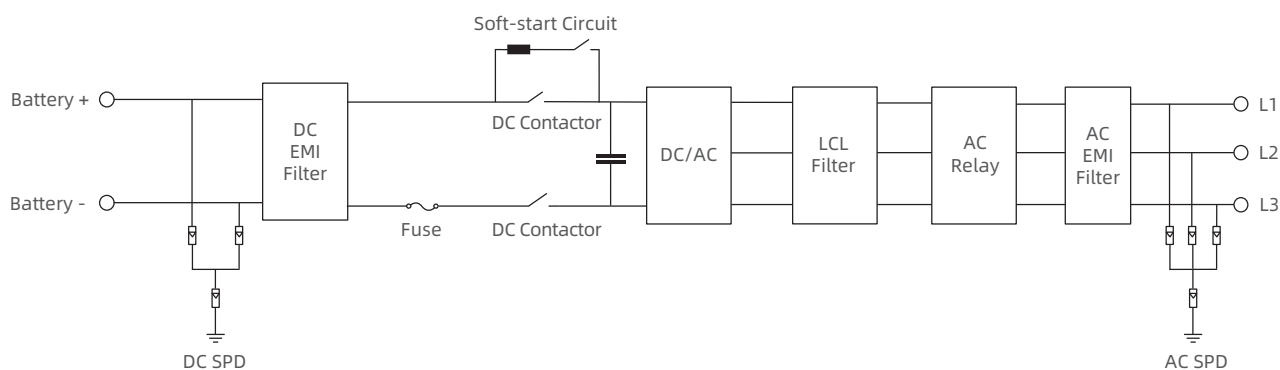 Soft-start Circuit
Battery +
DC Contactor
DC
EMI
Filter
DC/AC
LCL
Filter
AC
Relay
AC
EMI
Filter
L1
L2
L3
Battery -
Fuse
DC Contactor
DC SPD
AC SPD